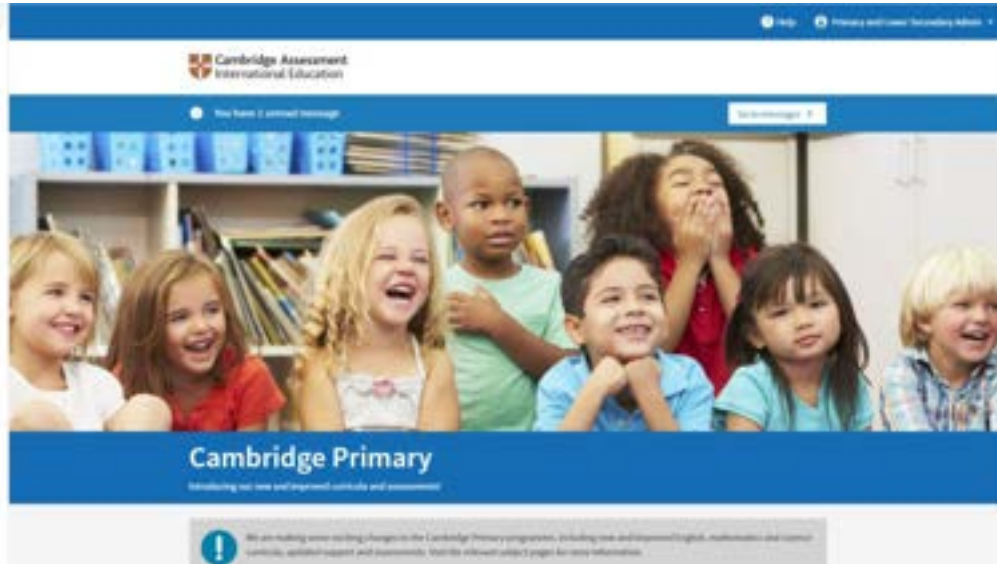 Help Primary and Lower Secondary Admin
Cambridge Assessment
International Education
You have 1 unread message
Go to messages
Cambridge Primary
Introducing our new and improved curricula and assessments!
We are making some exciting changes to the Cambridge Primary programme, including new and improved English, mathematics and science
curricula, updated support and assessments. Visit the relevant subject pages for more information.